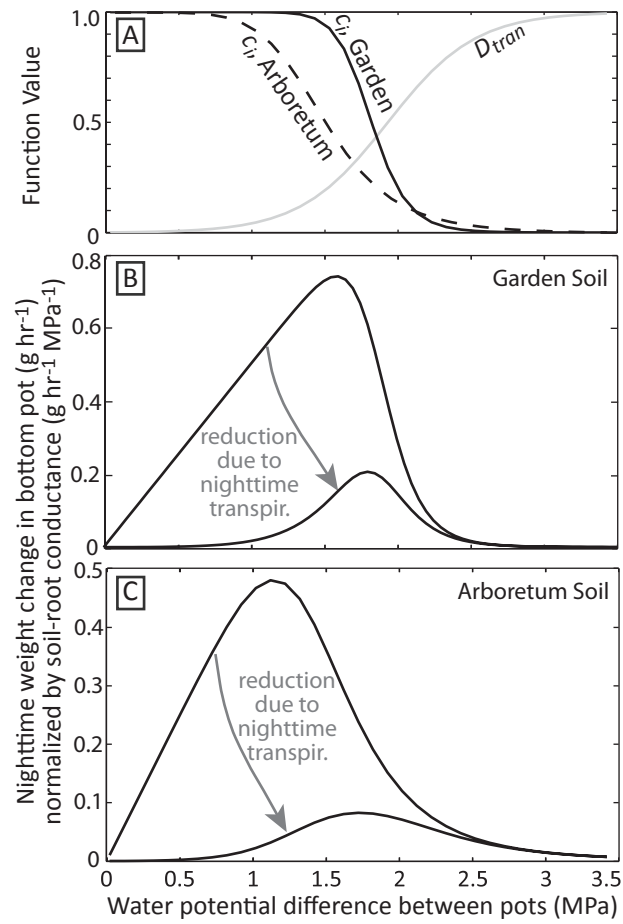 A
1.0
0.5
0
Function Value
c_i, Garden
c_i, Arboretum
D_tran
B
Garden Soil
0.8
0.6
0.4
0.2
0
reduction
due to
nighttime
transpir.
Nighttime weight change in bottom pot (g hr⁻¹)
normalized by soil-root conductance (g hr⁻¹ MPa⁻¹)
C
Arboretum Soil
0.5
0.4
0.3
0.2
0.1
0
reduction
due to
nighttime
transpir.
0 0.5 1 1.5 2 2.5 3 3.5
Water potential difference between pots (MPa)